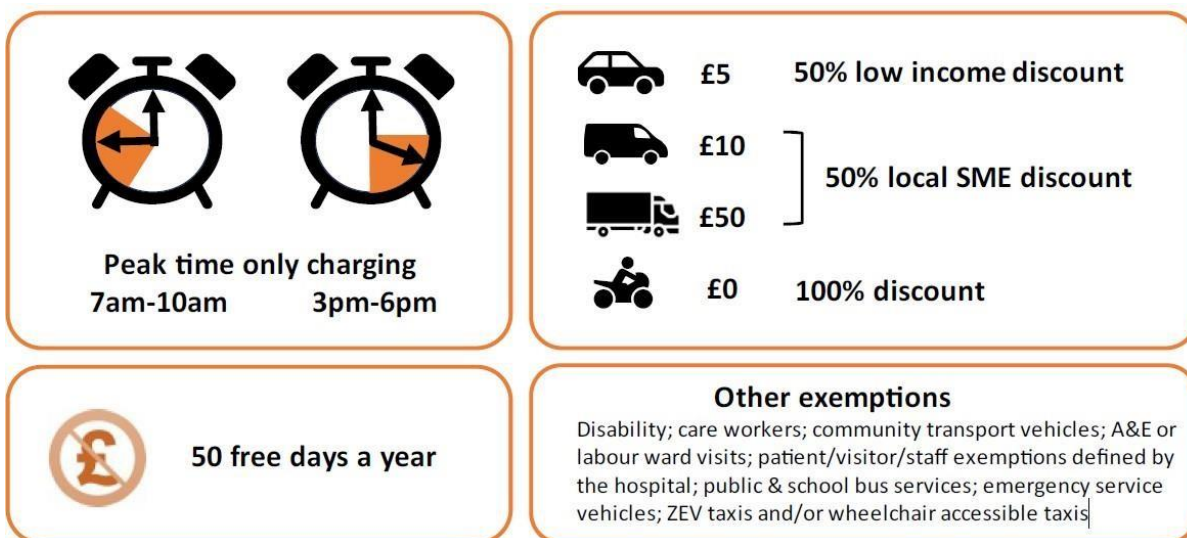 Peak time only charging
7am-10am 3pm-6pm
£5 50% low income discount
£10
50% local SME discount
£50
£0 100% discount
£
50 free days a year
Other exemptions
Disability; care workers; community transport vehicles; A&E or
labour ward visits; patient/visitor/staff exemptions defined by
the hospital; public & school bus services; emergency service
vehicles; ZEV taxis and/or wheelchair accessible taxis